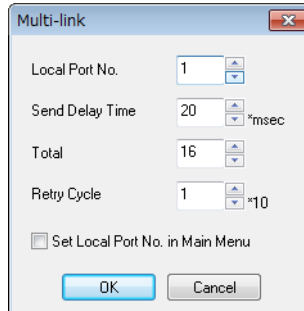 Multi-link
Local Port No. 1
Send Delay Time 20 *msec
Total 16
Retry Cycle 1 *10
Set Local Port No. in Main Menu
OK Cancel